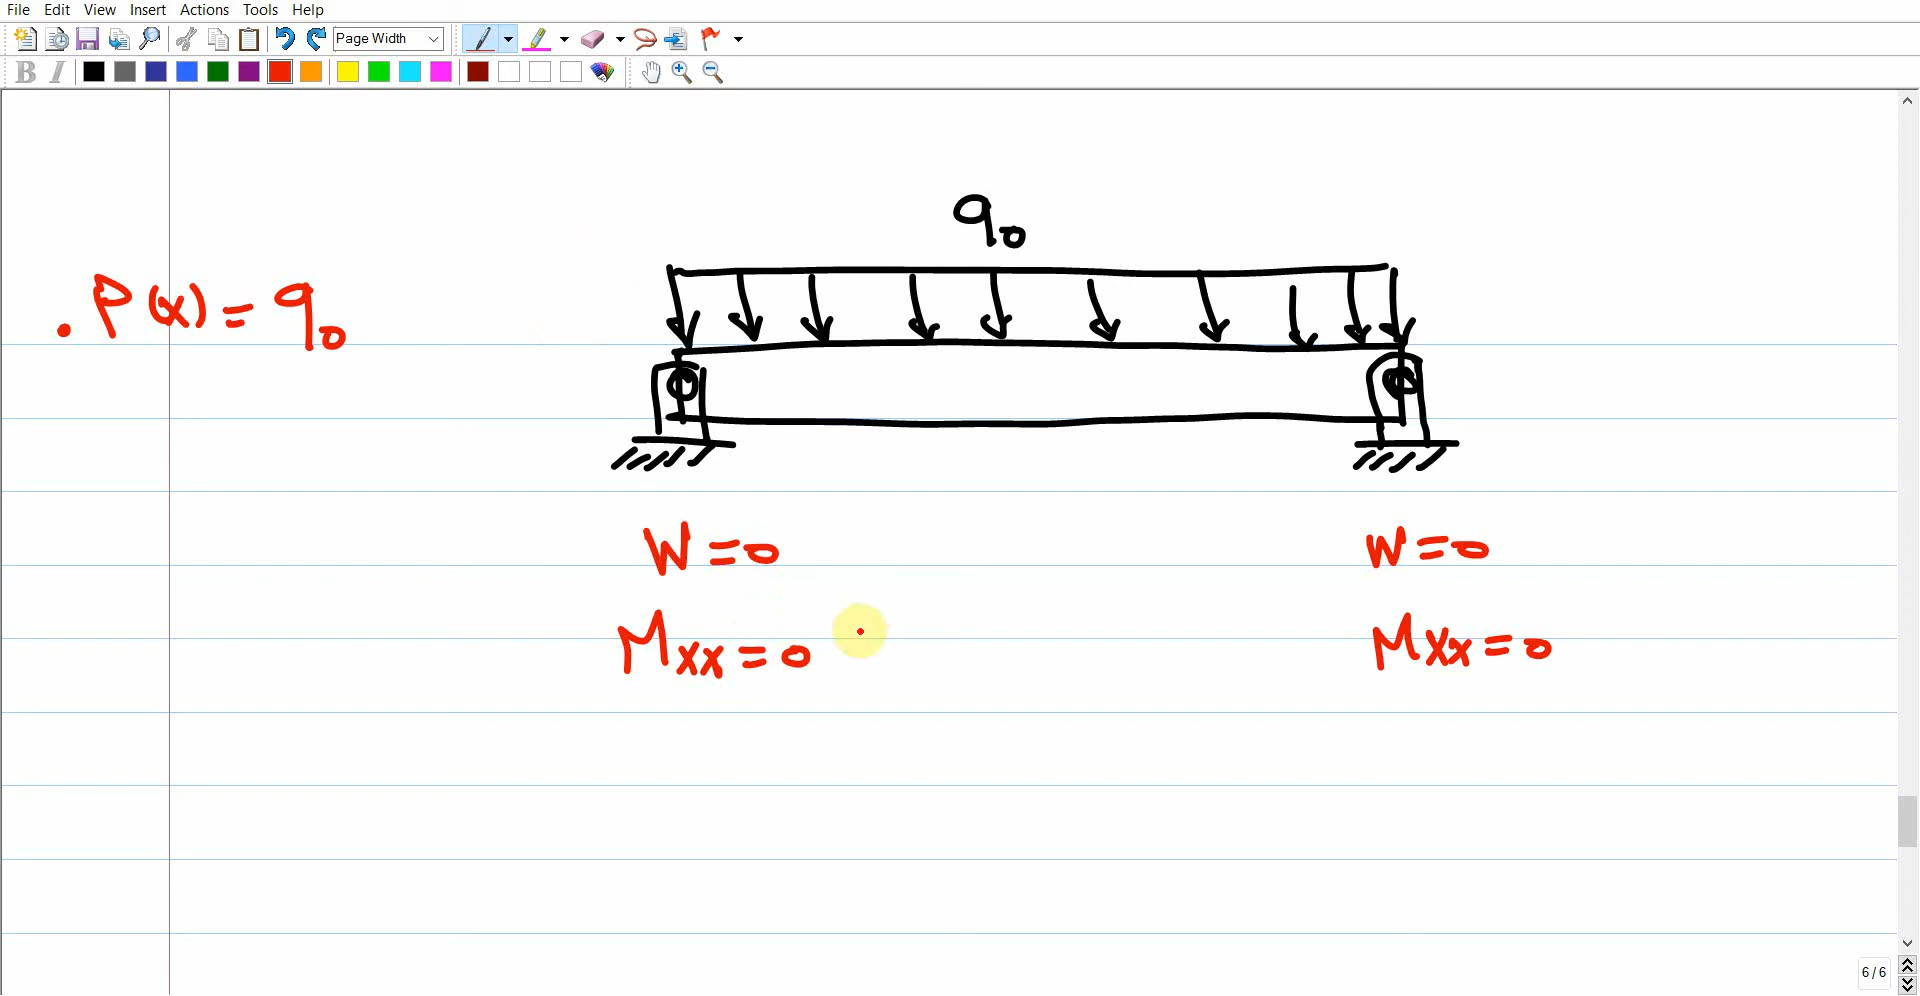 File Edit View Insert Actions Tools Help
Page Width
B I
q₀
. P(x) = q₀
W = 0
W = 0
Mxx = 0
Mxx = 0
6 / 6